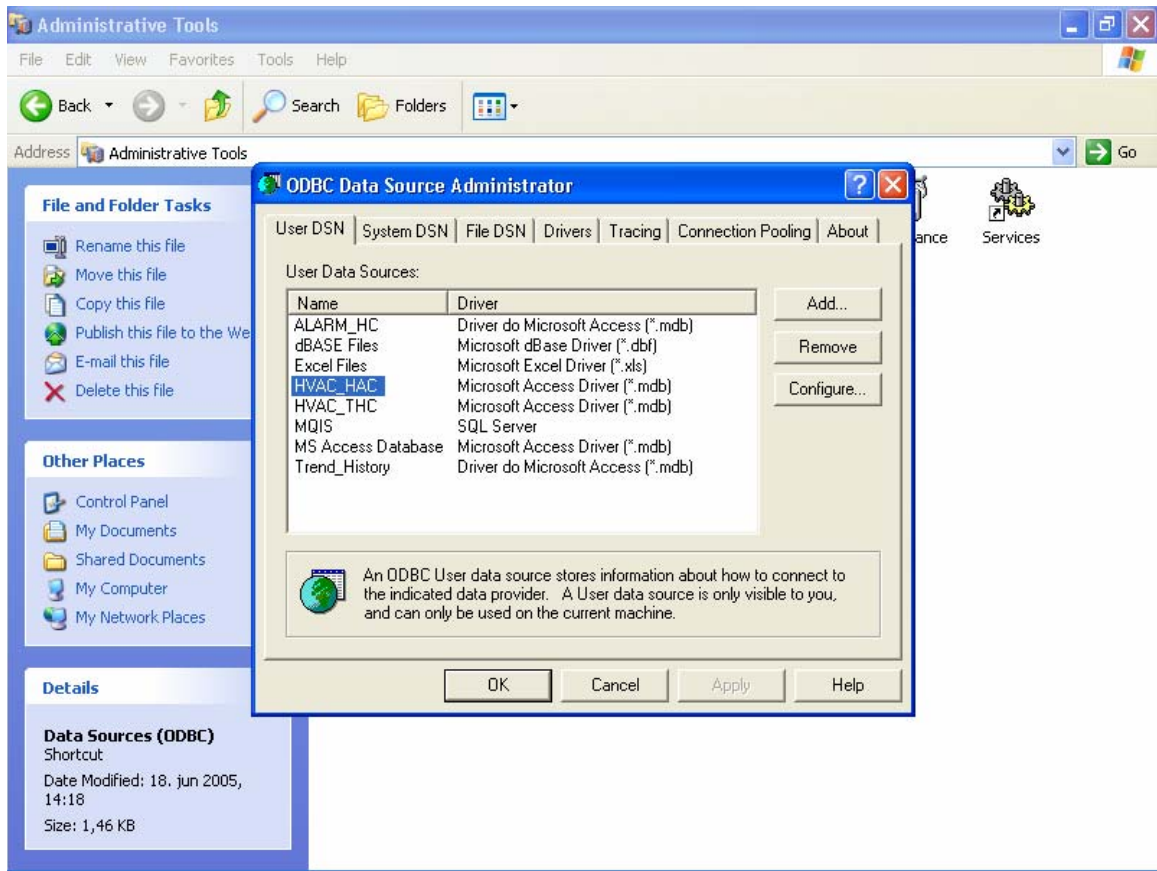 Administrative Tools
File Edit View Favorites Tools Help
Back Search Folders
Address Administrative Tools Go
File and Folder Tasks
Rename this file
Move this file
Copy this file
Publish this file to the We
E-mail this file
Delete this file
Other Places
Control Panel
My Documents
Shared Documents
My Computer
My Network Places
Details
Data Sources (ODBC)
Shortcut
Date Modified: 18. jun 2005,
14:18
Size: 1,46 KB
ODBC Data Source Administrator
User DSN System DSN File DSN Drivers Tracing Connection Pooling About
User Data Sources:
Name Driver
ALARM_HC Driver do Microsoft Access (*.mdb)
dBASE Files Microsoft dBase Driver (*.dbf)
Excel Files Microsoft Excel Driver (*.xls)
HVAC_HAC Microsoft Access Driver (*.mdb)
HVAC_THC Microsoft Access Driver (*.mdb)
MQIS SQL Server
MS Access Database Microsoft Access Driver (*.mdb)
Trend_History Driver do Microsoft Access (*.mdb)
Add...
Remove
Configure...
An ODBC User data source stores information about how to connect to
the indicated data provider. A User data source is only visible to you,
and can only be used on the current machine.
OK Cancel Apply Help
ance Services